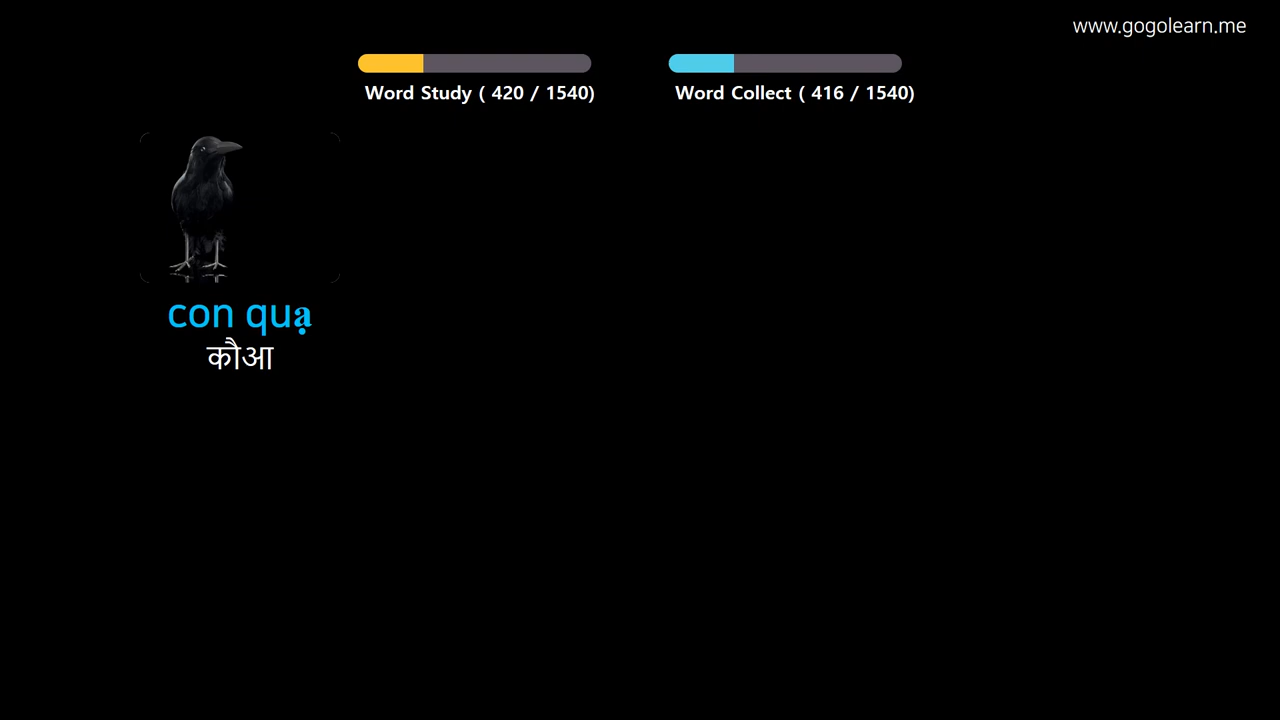 www.gogolearn.me
Word Study ( 420 / 1540)
Word Collect ( 416 / 1540)
con quạ
कौआ